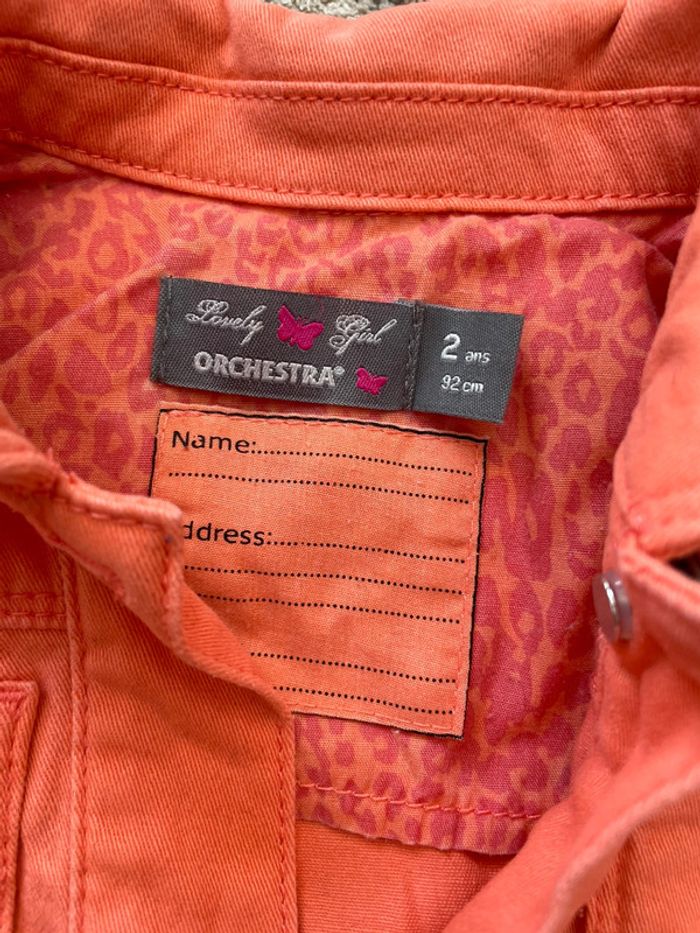 Lovely Girl
ORCHESTRA®
2 ans
92 cm
Name:
ddress: